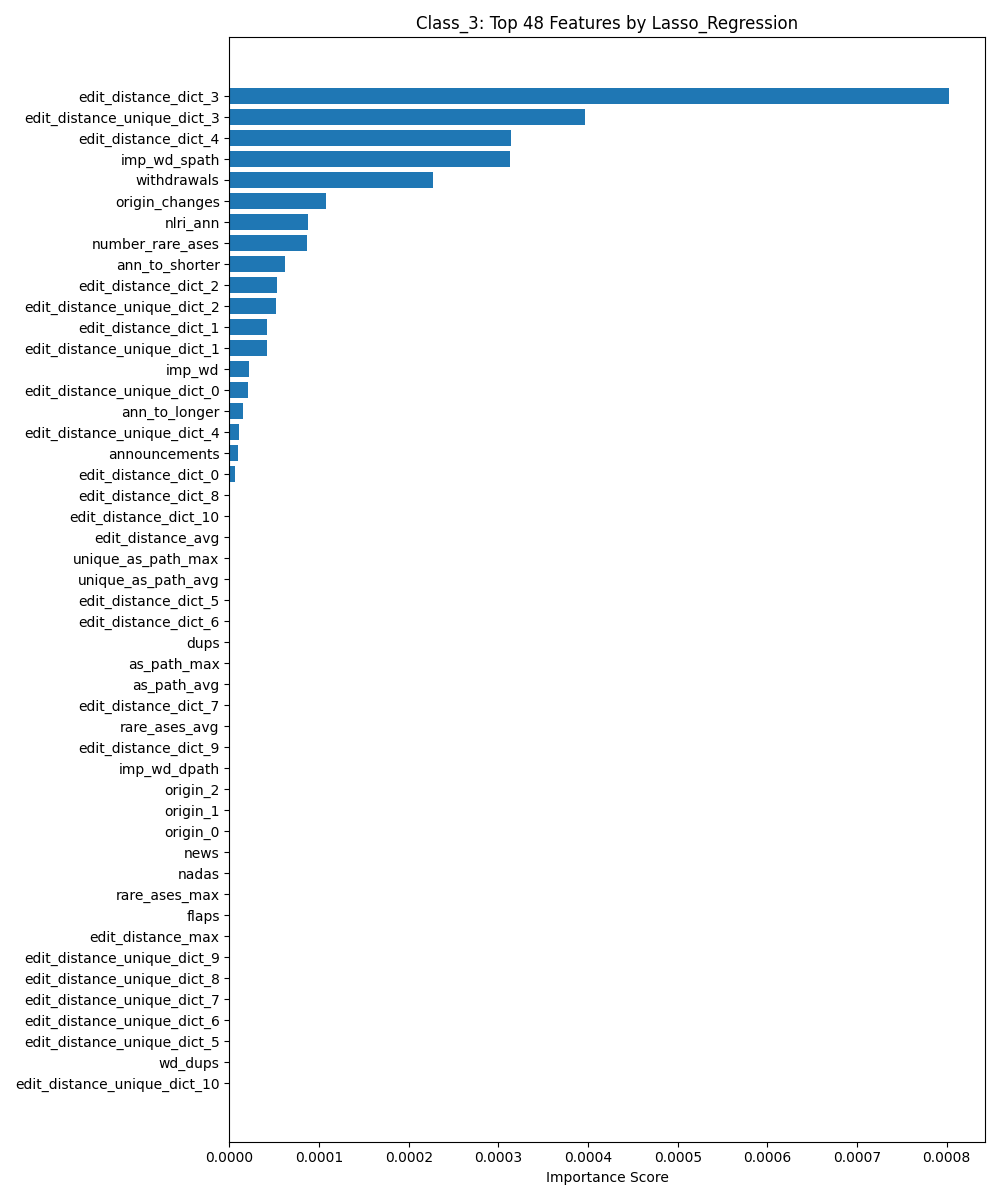 Class_3: Top 48 Features by Lasso_Regression
edit_distance_dict_3
edit_distance_unique_dict_3
edit_distance_dict_4
imp_wd_spath
withdrawals
origin_changes
nlri_ann
number_rare_ases
ann_to_shorter
edit_distance_dict_2
edit_distance_unique_dict_2
edit_distance_dict_1
edit_distance_unique_dict_1
imp_wd
edit_distance_unique_dict_0
ann_to_longer
edit_distance_unique_dict_4
announcements
edit_distance_dict_0
edit_distance_dict_8
edit_distance_dict_10
edit_distance_avg
unique_as_path_max
unique_as_path_avg
edit_distance_dict_5
edit_distance_dict_6
dups
as_path_max
as_path_avg
edit_distance_dict_7
rare_ases_avg
edit_distance_dict_9
imp_wd_dpath
origin_2
origin_1
origin_0
news
nadas
rare_ases_max
flaps
edit_distance_max
edit_distance_unique_dict_9
edit_distance_unique_dict_8
edit_distance_unique_dict_7
edit_distance_unique_dict_6
edit_distance_unique_dict_5
wd_dups
edit_distance_unique_dict_10
0.0000 0.0001 0.0002 0.0003 0.0004 0.0005 0.0006 0.0007 0.0008
Importance Score